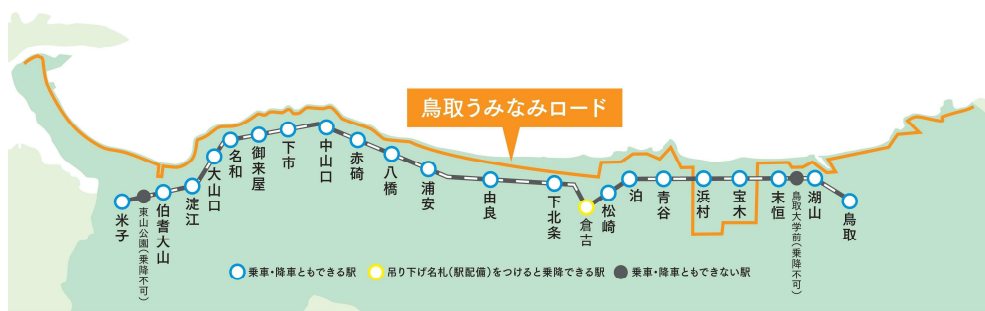 鳥取うみなみロード
米子
東山公園(乗降不可)
伯耆大山
淀江
大山口
名和
御来屋
下市
中山口
赤碕
八橋
浦安
由良
下北条
倉吉
松崎
泊
青谷
浜村
宝木
末恒
鳥取大学前(乗降不可)
湖山
鳥取
乗車・降車ともできる駅
吊り下げ名札(駅配備)をつけると乗降できる駅
乗車・降車ともできない駅